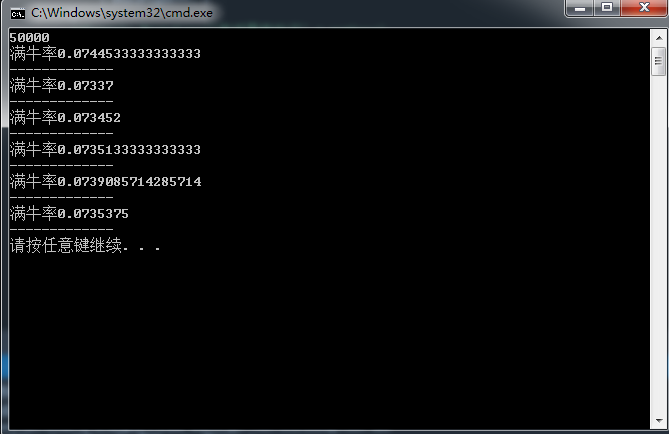 C:\Windows\system32\cmd.exe
50000
满牛率0.0744533333333333
-------------
满牛率0.07337
-------------
满牛率0.073452
-------------
满牛率0.0735133333333333
-------------
满牛率0.0739085714285714
-------------
满牛率0.0735375
-------------
请按任意键继续. . .